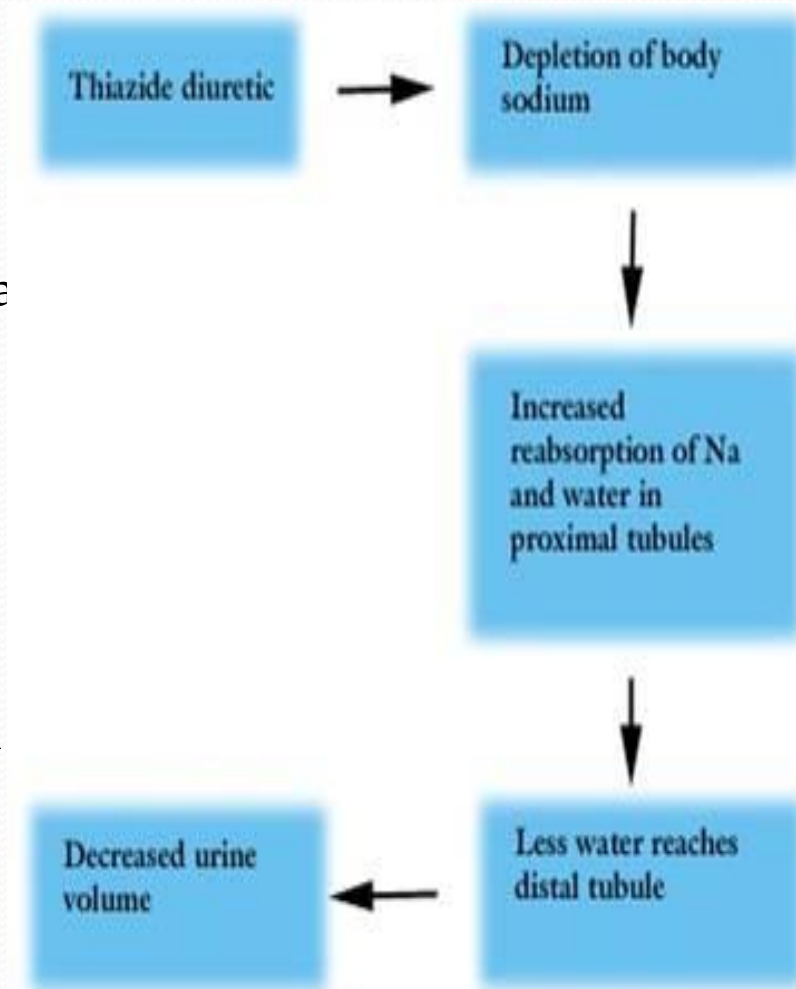 Thiazide diuretic
Depletion of body
sodium
Increased
reabsorption of Na
and water in
proximal tubules
Less water reaches
distal tubule
Decreased urine
volume